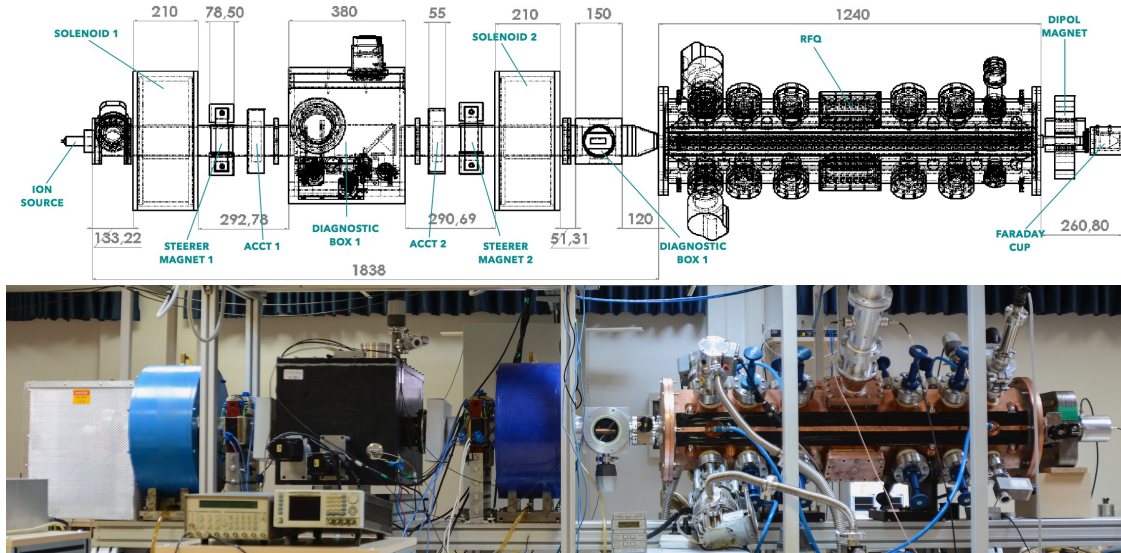 210
78,50
380
55
210
150
1240
SOLENOID 1
SOLENOID 2
RFQ
DIPOL
MAGNET
ION
SOURCE
292,78
290,69
133,22
STEERER
MAGNET 1
ACCT 1
DIAGNOSTIC
BOX 1
ACCT 2
STEERER
MAGNET 2
51,31
120
DIAGNOSTIC
BOX 1
FARADAY
CUP
260,80
1838